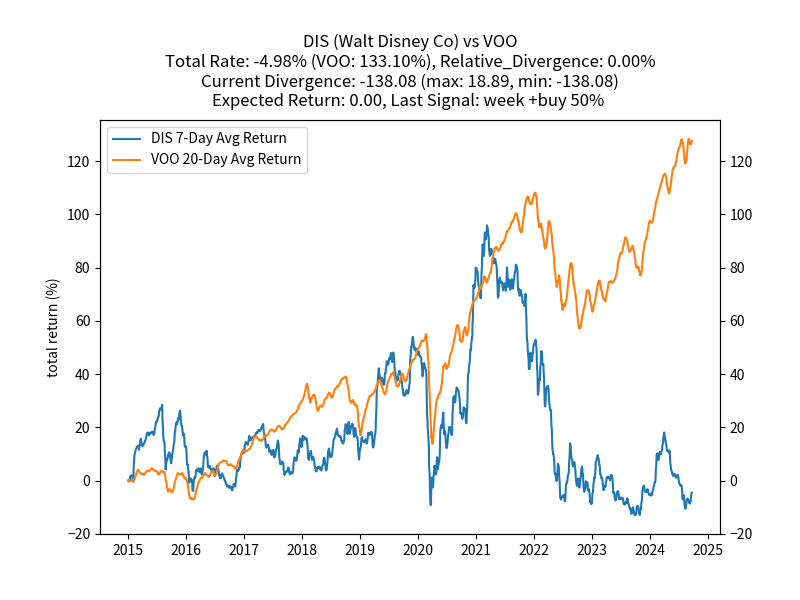 DIS (Walt Disney Co) vs VOO
Total Rate: -4.98% (VOO: 133.10%), Relative_Divergence: 0.00%
Current Divergence: -138.08 (max: 18.89, min: -138.08)
Expected Return: 0.00, Last Signal: week +buy 50%
DIS 7-Day Avg Return
VOO 20-Day Avg Return
total return (%)
120
100
80
60
40
20
0
−20
120
100
80
60
40
20
0
−20
2015 2016 2017 2018 2019 2020 2021 2022 2023 2024 2025